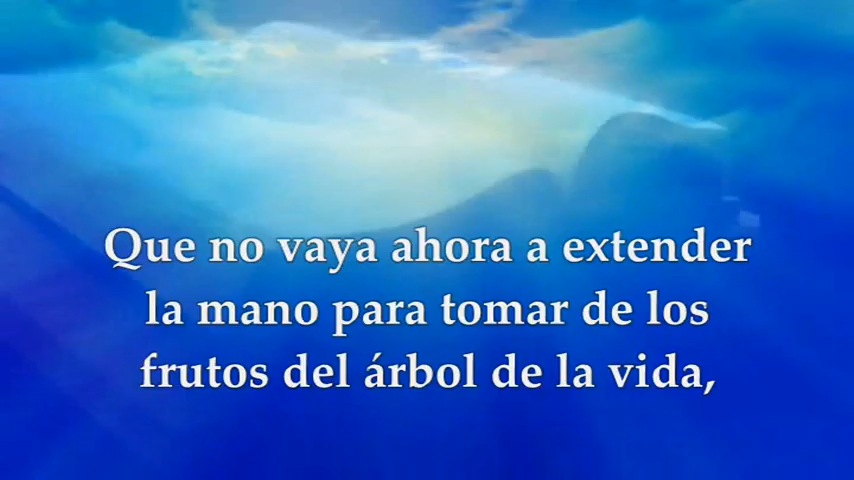 Que no vaya ahora a extender
la mano para tomar de los
frutos del árbol de la vida,